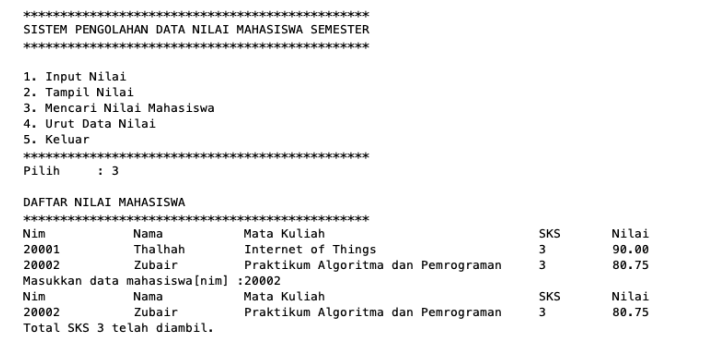 ***********************************************
SISTEM PENGOLAHAN DATA NILAI MAHASISWA SEMESTER
***********************************************
1. Input Nilai
2. Tampil Nilai
3. Mencari Nilai Mahasiswa
4. Urut Data Nilai
5. Keluar
***********************************************
Pilih     : 3
DAFTAR NILAI MAHASISWA
***********************************************
Nim            Nama           Mata Kuliah                             SKS       Nilai
20001          Thalhah        Internet of Things                      3         90.00
20002          Zubair         Praktikum Algoritma dan Pemrograman     3         80.75
Masukkan data mahasiswa[nim] :20002
Nim            Nama           Mata Kuliah                             SKS       Nilai
20002          Zubair         Praktikum Algoritma dan Pemrograman     3         80.75
Total SKS 3 telah diambil.